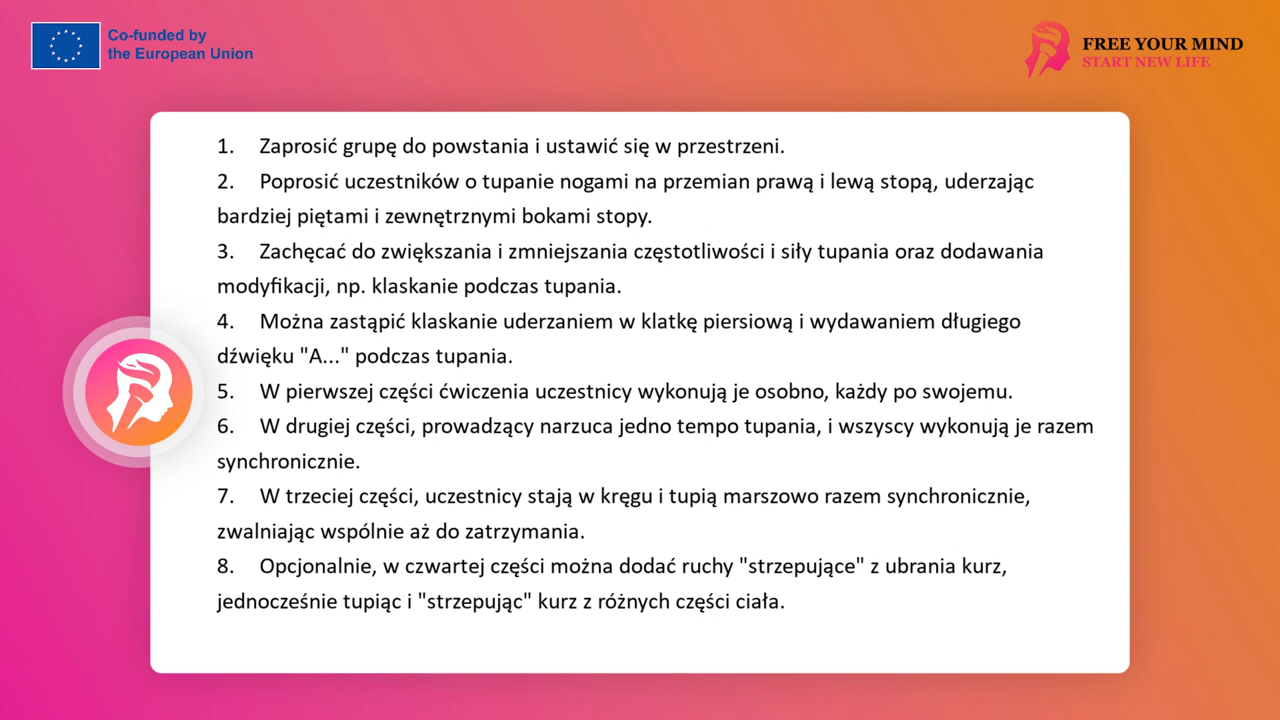 Co-funded by
the European Union
FREE YOUR MIND
START NEW LIFE
1. Zaprosić grupę do powstania i ustawić się w przestrzeni.
2. Poprosić uczestników o tupanie nogami na przemian prawą i lewą stopą, uderzając
bardziej piętami i zewnętrznymi bokami stopy.
3. Zachęcać do zwiększania i zmniejszania częstotliwości i siły tupania oraz dodawania
modyfikacji, np. klaskanie podczas tupania.
4. Można zastąpić klaskanie uderzaniem w klatkę piersiową i wydawaniem długiego
dźwięku "A..." podczas tupania.
5. W pierwszej części ćwiczenia uczestnicy wykonują je osobno, każdy po swojemu.
6. W drugiej części, prowadzący narzuca jedno tempo tupania, i wszyscy wykonują je razem
synchronicznie.
7. W trzeciej części, uczestnicy stają w kręgu i tupią marszowo razem synchronicznie,
zwalniając wspólnie aż do zatrzymania.
8. Opcjonalnie, w czwartej części można dodać ruchy "strzepujące" z ubrania kurz,
jednocześnie tupiąc i "strzepując" kurz z różnych części ciała.